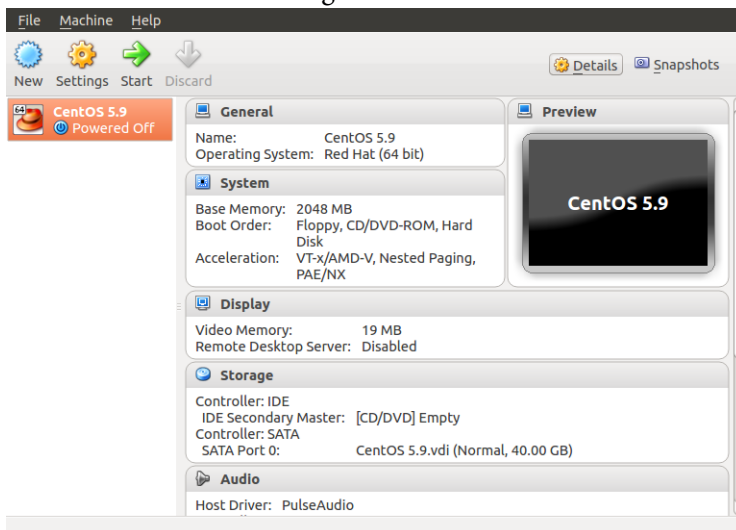 File Machine Help
New Settings Start Discard
Details Snapshots
64
CentOS 5.9
Powered Off
General
Name: CentOS 5.9
Operating System: Red Hat (64 bit)
System
Base Memory: 2048 MB
Boot Order: Floppy, CD/DVD-ROM, Hard
Disk
Acceleration: VT-x/AMD-V, Nested Paging,
PAE/NX
Preview
CentOS 5.9
Display
Video Memory: 19 MB
Remote Desktop Server: Disabled
Storage
Controller: IDE
IDE Secondary Master: [CD/DVD] Empty
Controller: SATA
SATA Port 0: CentOS 5.9.vdi (Normal, 40.00 GB)
Audio
Host Driver: PulseAudio